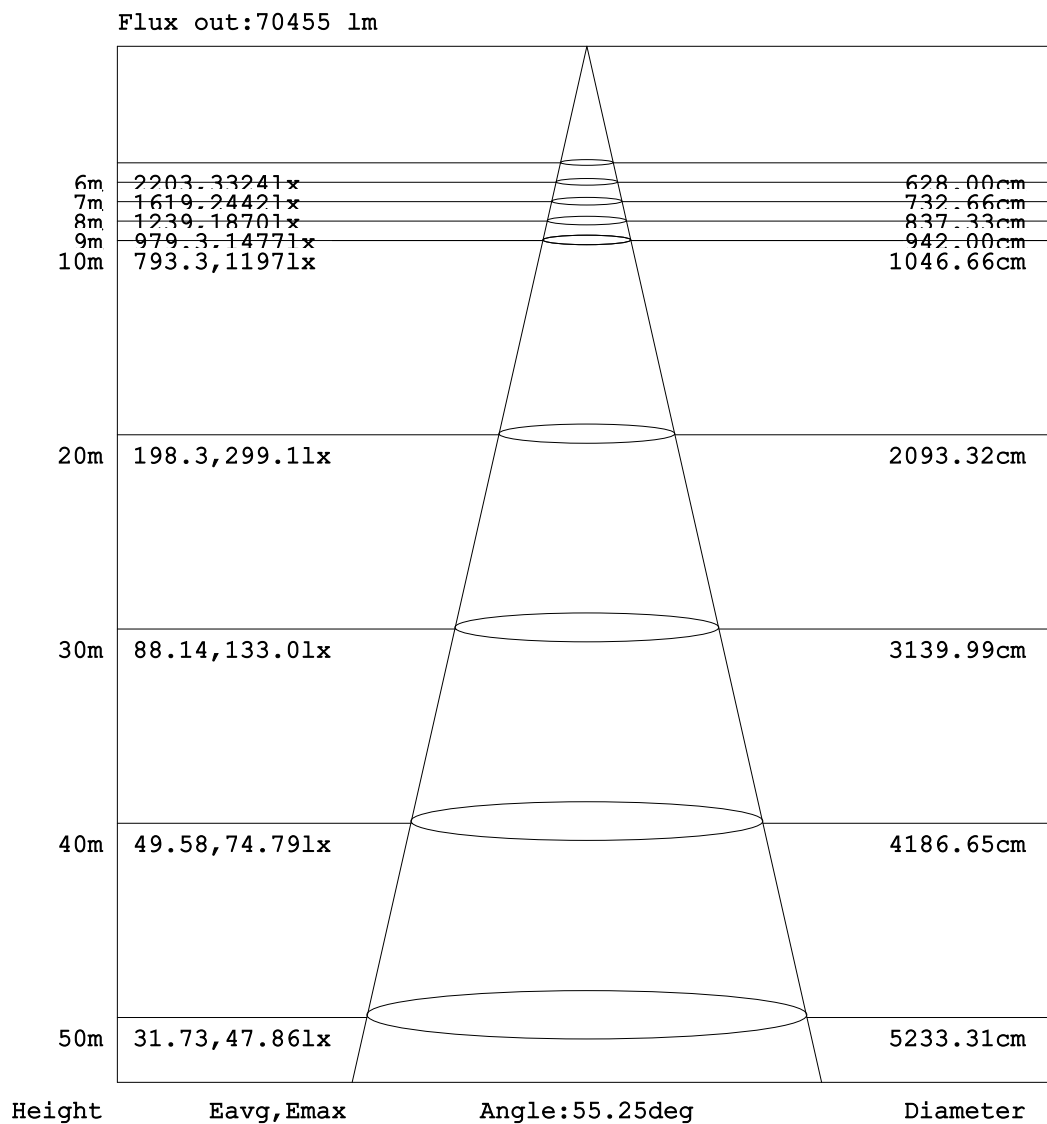 Flux out:70455 lm
6m 2203,3324lx 628.00cm
7m 1619,2442lx 732.66cm
8m 1239,1870lx 837.33cm
9m 979.3,1477lx 942.00cm
10m 793.3,1197lx 1046.66cm
20m 198.3,299.1lx 2093.32cm
30m 88.14,133.0lx 3139.99cm
40m 49.58,74.79lx 4186.65cm
50m 31.73,47.86lx 5233.31cm
Height Eavg,Emax Angle:55.25deg Diameter